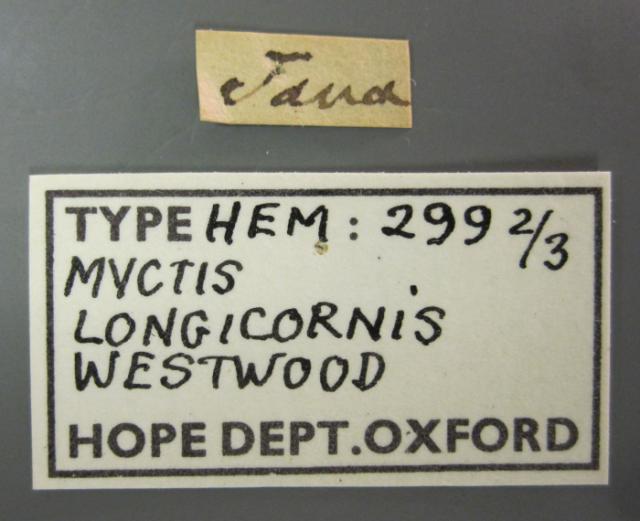 Java
TYPE HEM: 299 2/3
MYCTIS
LONGICORNIS
WESTWOOD
HOPE DEPT.OXFORD